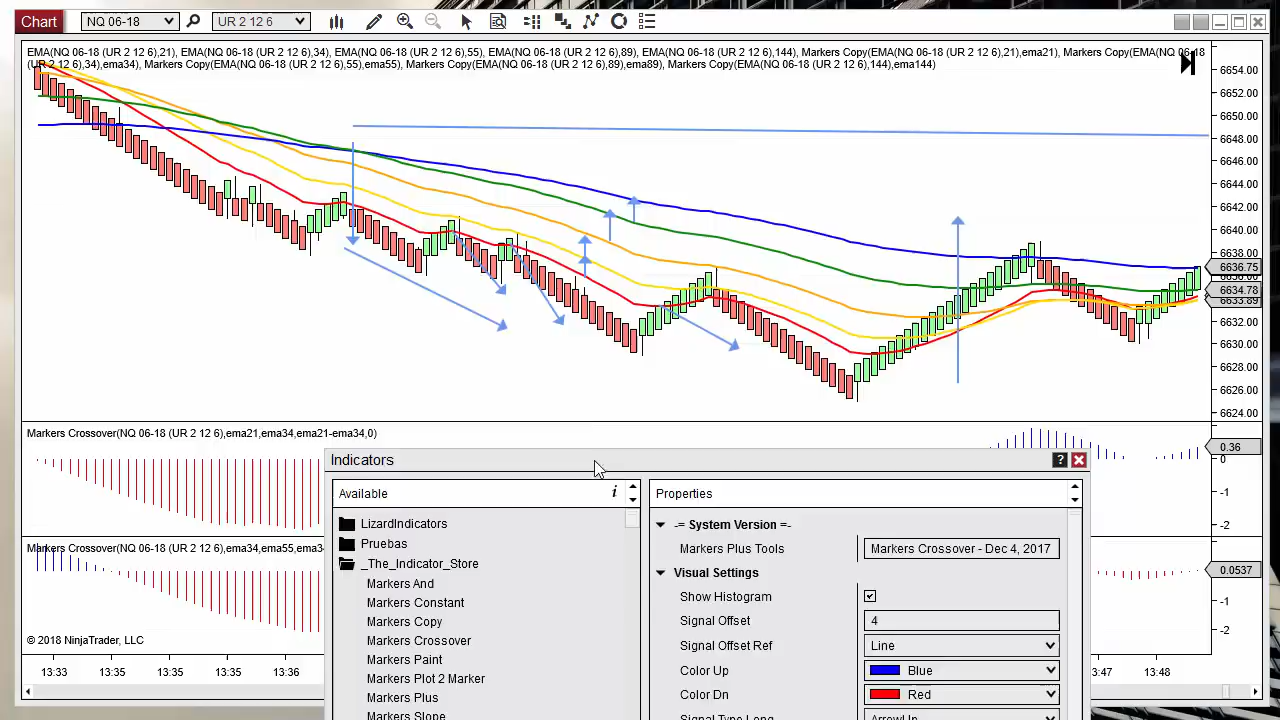 Chart NQ 06-18 UR 2 12 6
EMA(NQ 06-18 (UR 2 12 6),21), EMA(NQ 06-18 (UR 2 12 6),34), EMA(NQ 06-18 (UR 2 12 6),55), EMA(NQ 06-18 (UR 2 12 6),89), EMA(NQ 06-18 (UR 2 12 6),144), Markers Copy(EMA(NQ 06-18 (UR 2 12 6),21),ema21), Markers Copy(EMA(NQ 06-18
(UR 2 12 6),34),ema34), Markers Copy(EMA(NQ 06-18 (UR 2 12 6),55),ema55), Markers Copy(EMA(NQ 06-18 (UR 2 12 6),89),ema89), Markers Copy(EMA(NQ 06-18 (UR 2 12 6),144),ema144)
6654.00
6652.00
6650.00
6648.00
6646.00
6644.00
6642.00
6640.00
6638.00
6636.75
6634.78
6632.00
6630.00
6628.00
6626.00
6624.00
Markers Crossover(NQ 06-18 (UR 2 12 6),ema21,ema34,ema21-ema34,0)
0.36
0
-1
-2
Markers Crossover(NQ 06-18 (UR 2 12 6),ema34,ema55,ema3
0.0537
-1
-2
© 2018 NinjaTrader, LLC
13:33 13:35 13:35 13:35 13:36 3:47 13:48
Indicators ?
Available i
LizardIndicators
Pruebas
_The_Indicator_Store
Markers And
Markers Constant
Markers Copy
Markers Crossover
Markers Paint
Markers Plot 2 Marker
Markers Plus
Markers Slope
Properties
-= System Version =-
Markers Plus Tools Markers Crossover - Dec 4, 2017
Visual Settings
Show Histogram
Signal Offset 4
Signal Offset Ref Line
Color Up Blue
Color Dn Red
Signal Type Long ArrowUp